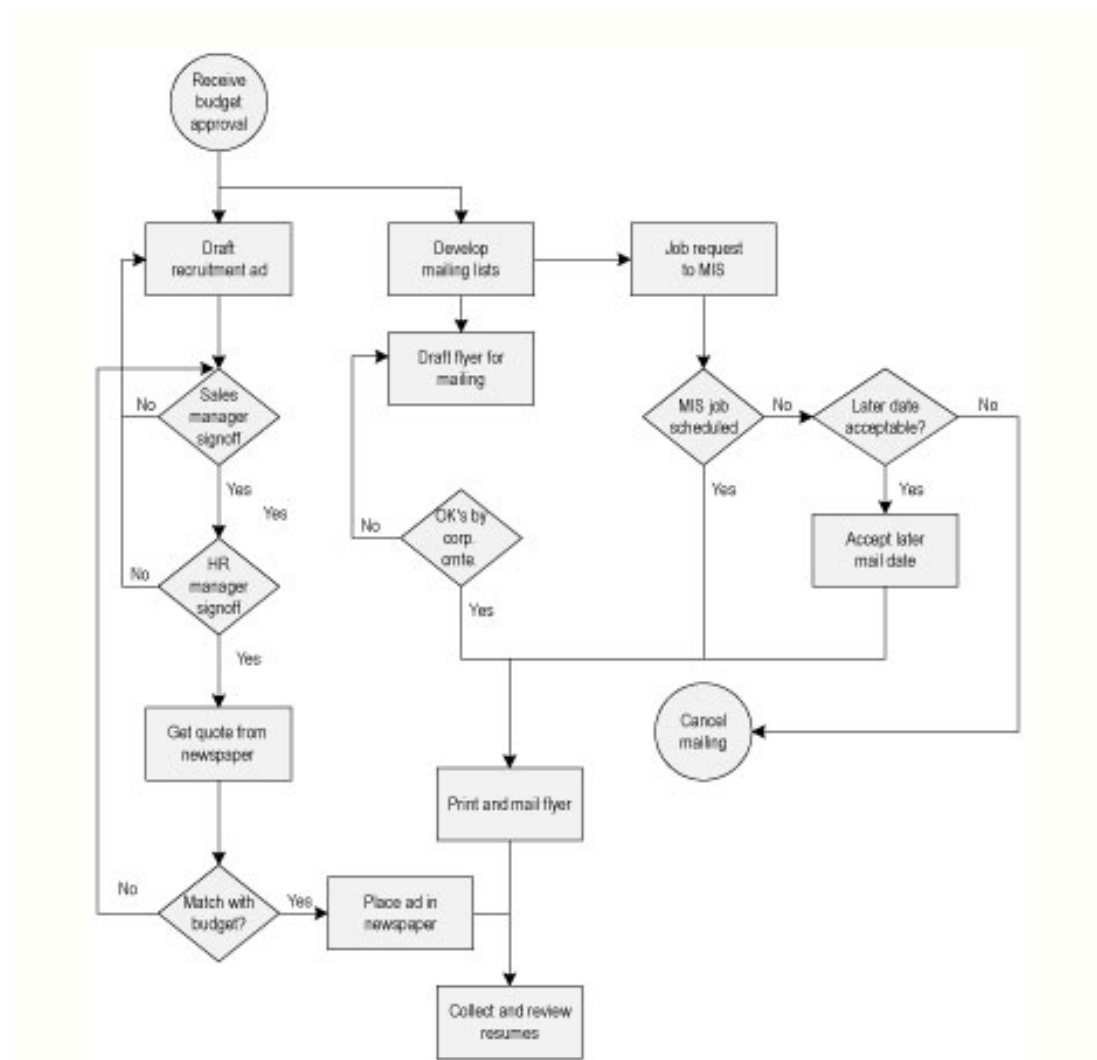 Receive
budget
approval
Draft
recruitment ad
Develop
mailing lists
Job request
to MIS
Draft flyer for
mailing
Sales
manager
signoff
No
MIS job
scheduled
No
Later date
acceptable?
No
Yes
Yes
Yes
Yes
OK's by
corp.
cmte.
No
Accept later
mail date
HR
manager
signoff
No
Yes
Yes
Get quote from
newspaper
Cancel
mailing
Print and mail flyer
Match with
budget?
No
Yes
Place ad in
newspaper
Collect and review
resumes